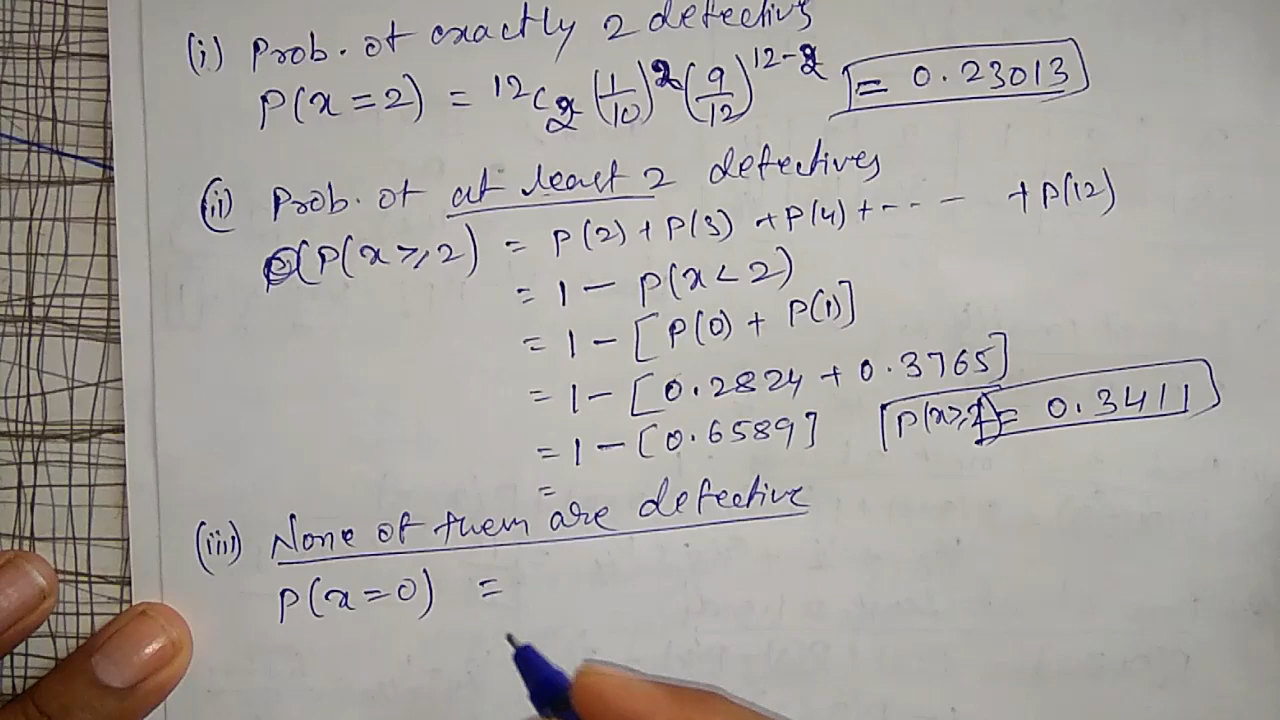 (i) Prob. of exactly 2 defectives
P(x=2) = ¹²C₂ (1/10)² (9/12)¹²⁻² = 0.23013
(ii) Prob. of at least 2 defectives
(P(x≥2) = P(2) + P(3) + P(4) + - - - - + P(12)
= 1 - P(x<2)
= 1 - [P(0) + P(1)]
= 1 - [0.2824 + 0.3765]
= 1 - [0.6589] P(x≥2) = 0.3411
=
(iii) None of them are defective
P(x=0) =